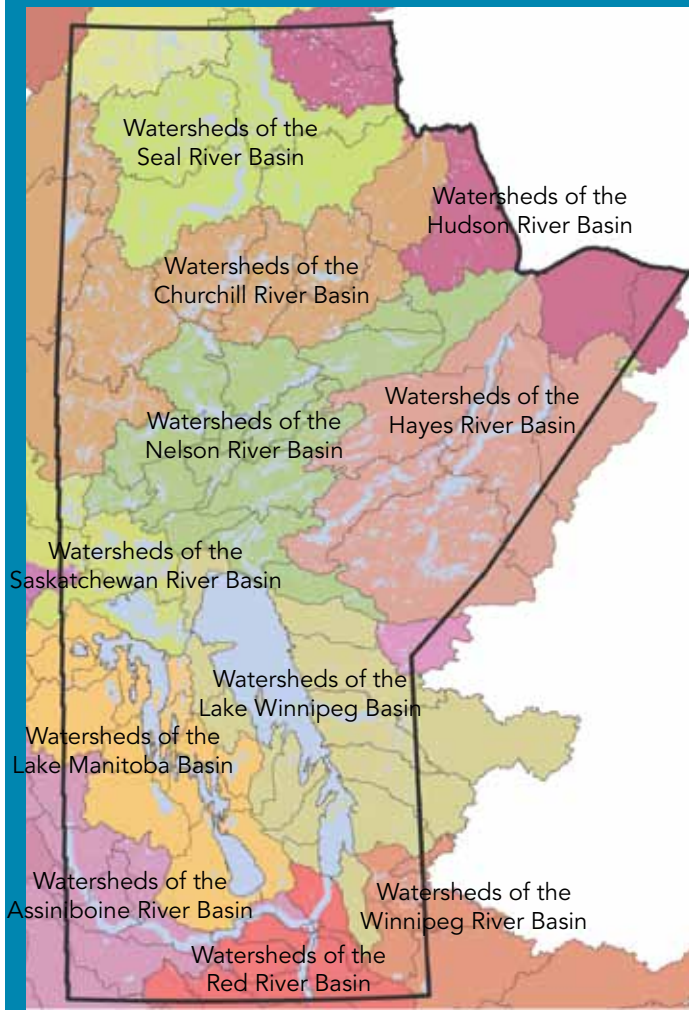 Watersheds of the
Seal River Basin
Watersheds of the
Hudson River Basin
Watersheds of the
Churchill River Basin
Watersheds of the
Hayes River Basin
Watersheds of the
Nelson River Basin
Watersheds of the
Saskatchewan River Basin
Watersheds of the
Lake Winnipeg Basin
Watersheds of the
Lake Manitoba Basin
Watersheds of the
Assiniboine River Basin
Watersheds of the
Winnipeg River Basin
Watersheds of the
Red River Basin